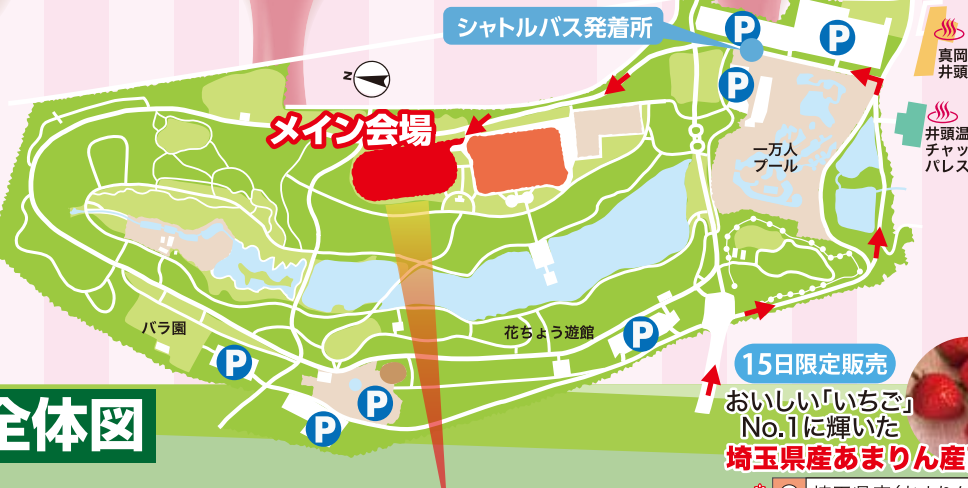 シャトルバス発着所
P
P
P
真岡
井頭
N
メイン会場
井頭温
チャッ
パレス
一万人
プール
バラ園
花ちょう遊館
P
P
P
P
15日限定販売
おいしい「いちご」
No.1に輝いた
全体図
埼玉県産あまりん産